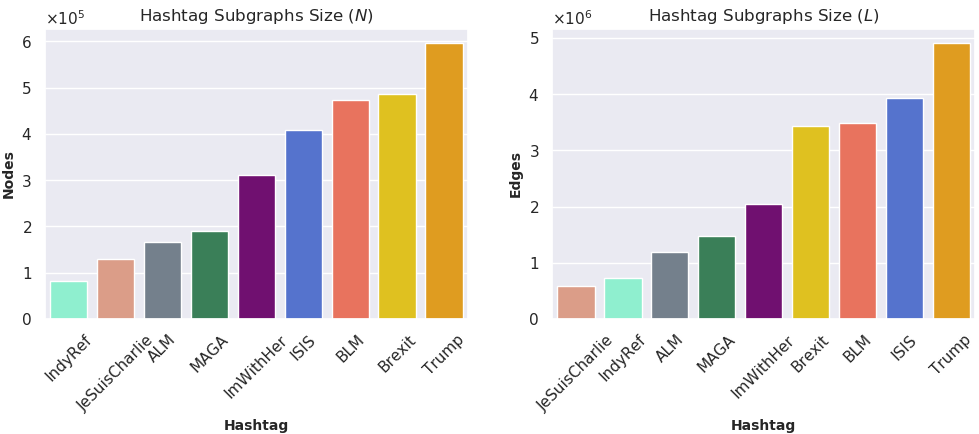 Hashtag Subgraphs Size (N)
×10⁵
6
5
4
3
2
1
0
Nodes
IndyRef
JeSuisCharlie
ALM
MAGA
ImWithHer
ISIS
BLM
Brexit
Trump
Hashtag
Hashtag Subgraphs Size (L)
×10⁶
5
4
3
2
1
0
Edges
JeSuisCharlie
IndyRef
ALM
MAGA
ImWithHer
Brexit
BLM
ISIS
Trump
Hashtag